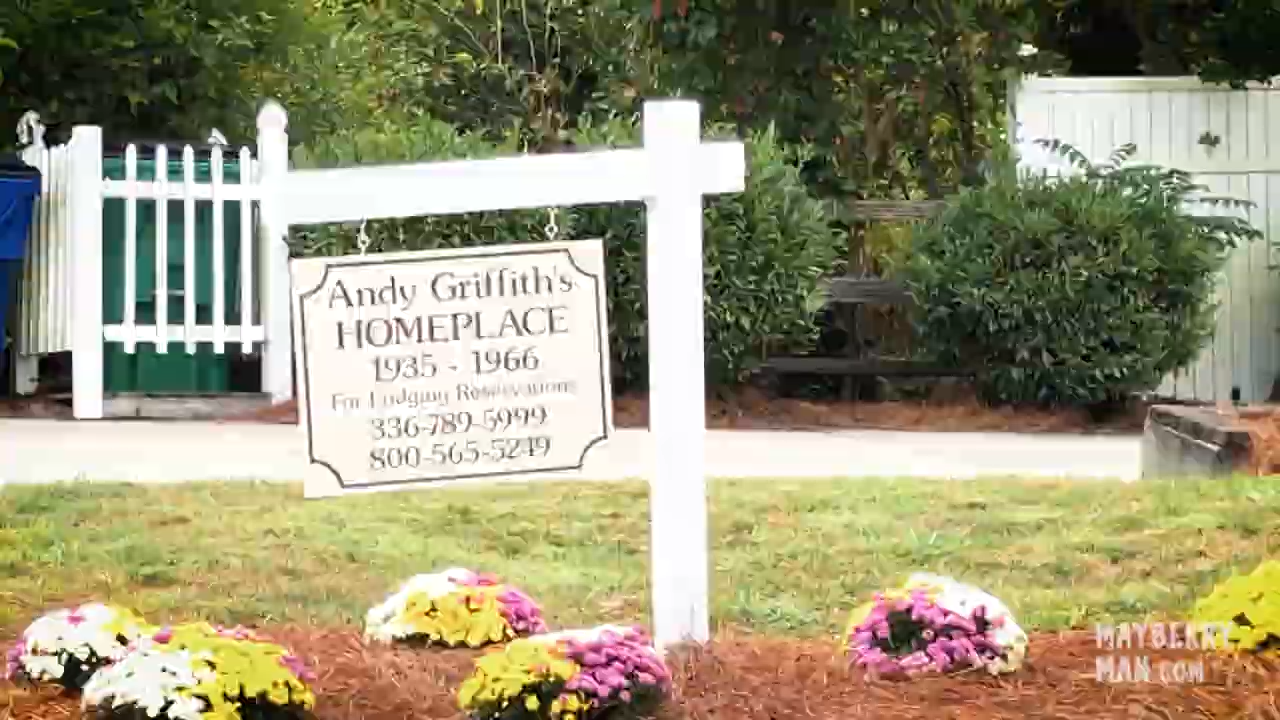 Andy Griffith's
HOMEPLACE
1935 - 1966
For Lodging Reservations
336-789-5999
800-565-5249
MAYBERRY
MAN.COM